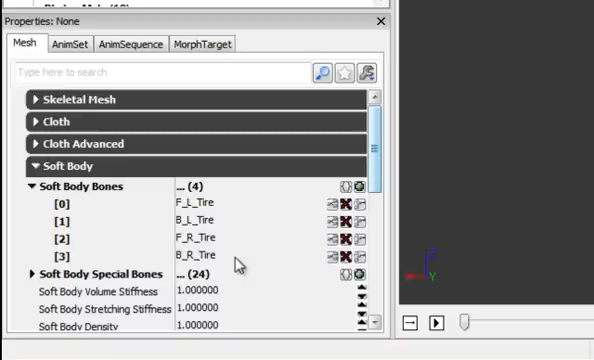 Properties: None
Mesh AnimSet AnimSequence MorphTarget
Type here to search
Skeletal Mesh
Cloth
Cloth Advanced
Soft Body
Soft Body Bones ... (4)
[0] F_L_Tire
[1] B_L_Tire
[2] F_R_Tire
[3] B_R_Tire
Soft Body Special Bones ... (24)
Soft Body Volume Stiffness 1.000000
Soft Body Stretching Stiffness 1.000000
Soft Body Density 1.000000
Y